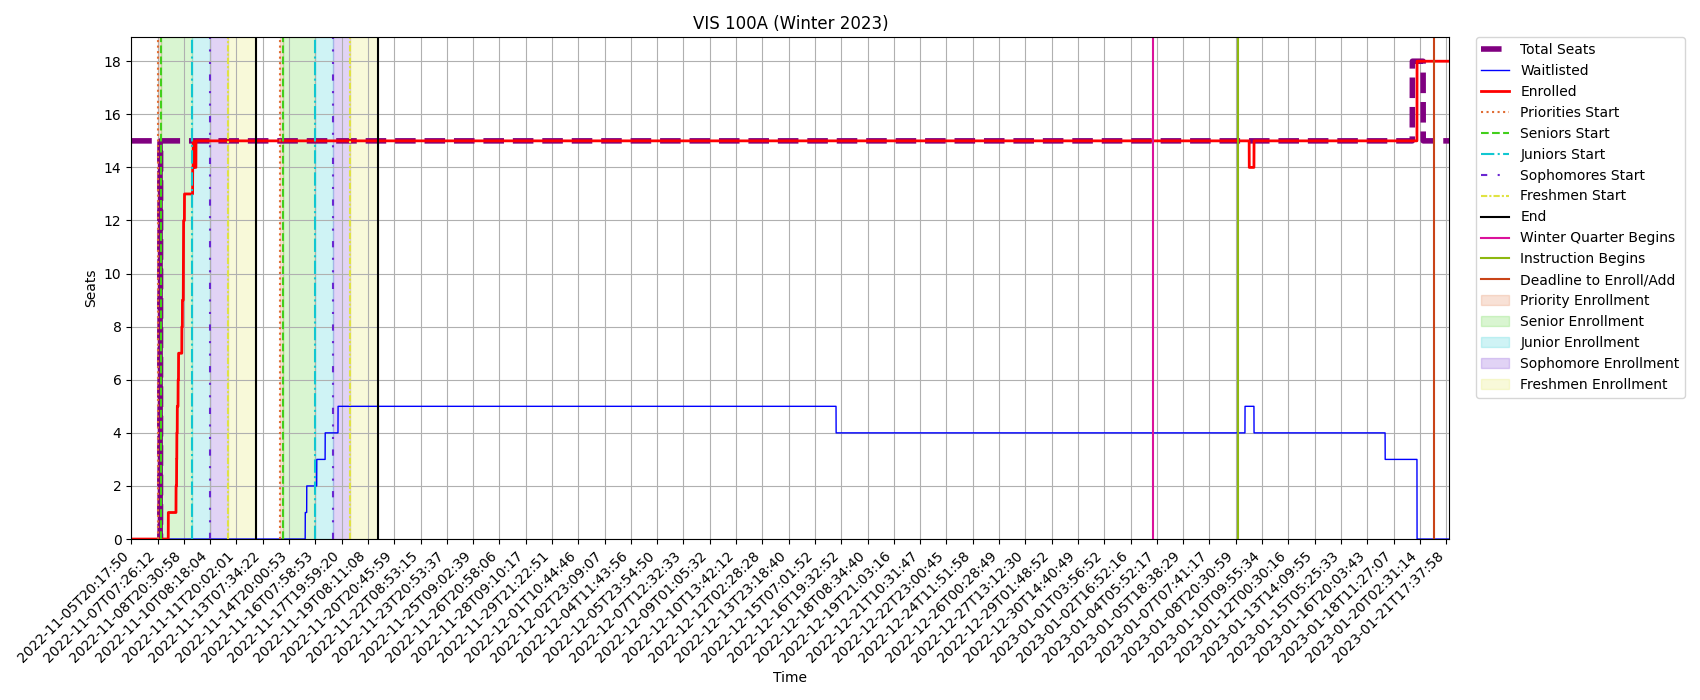 VIS 100A (Winter 2023)
Seats
18
16
14
12
10
8
6
4
2
0
2022-11-05T20:17:50
2022-11-07T07:26:12
2022-11-08T20:30:58
2022-11-10T08:18:04
2022-11-11T20:02:01
2022-11-13T07:34:22
2022-11-14T20:00:53
2022-11-16T07:58:53
2022-11-17T19:59:20
2022-11-19T08:11:08
2022-11-20T20:45:59
2022-11-22T08:53:15
2022-11-23T20:53:37
2022-11-25T09:02:39
2022-11-26T20:58:06
2022-11-28T09:10:17
2022-11-29T21:22:51
2022-12-01T10:44:46
2022-12-02T23:09:07
2022-12-04T11:43:56
2022-12-05T23:54:50
2022-12-07T12:32:33
2022-12-09T01:05:32
2022-12-10T13:42:12
2022-12-12T02:28:28
2022-12-13T23:18:40
2022-12-15T07:01:52
2022-12-16T19:32:52
2022-12-18T08:34:40
2022-12-19T21:03:16
2022-12-21T10:31:47
2022-12-22T23:00:45
2022-12-24T11:51:58
2022-12-26T00:28:49
2022-12-27T13:12:30
2022-12-29T01:48:52
2022-12-30T14:40:49
2023-01-01T03:56:52
2023-01-02T16:52:16
2023-01-04T05:52:17
2023-01-05T18:38:29
2023-01-07T07:41:17
2023-01-08T20:30:59
2023-01-10T09:55:34
2023-01-12T00:30:16
2023-01-13T14:09:55
2023-01-15T05:25:33
2023-01-16T20:03:43
2023-01-18T11:27:07
2023-01-20T02:31:14
2023-01-21T17:37:58
Time
Total Seats
Waitlisted
Enrolled
Priorities Start
Seniors Start
Juniors Start
Sophomores Start
Freshmen Start
End
Winter Quarter Begins
Instruction Begins
Deadline to Enroll/Add
Priority Enrollment
Senior Enrollment
Junior Enrollment
Sophomore Enrollment
Freshmen Enrollment